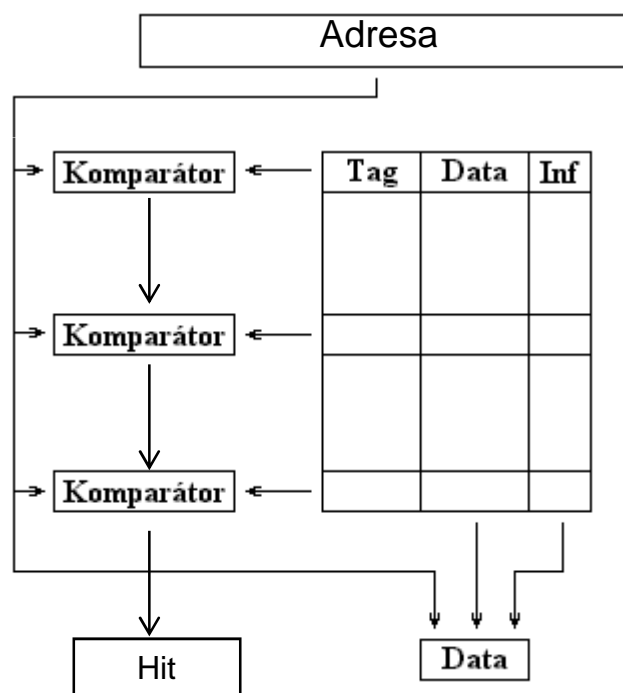 Adresa
Komparátor
Tag Data Inf
Komparátor
Komparátor
Hit
Data